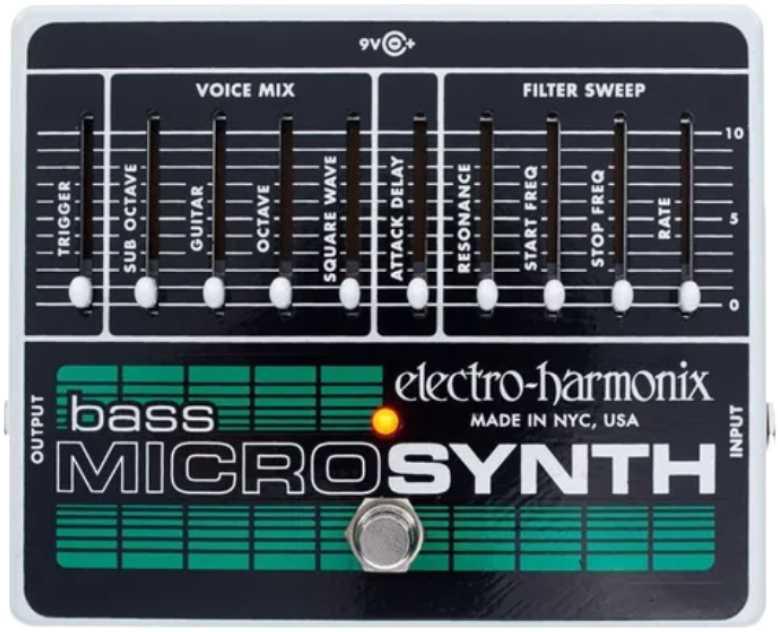 9V +
VOICE MIX
FILTER SWEEP
TRIGGER
SUB OCTAVE
GUITAR
OCTAVE
SQUARE WAVE
ATTACK DELAY
RESONANCE
START FREQ
STOP FREQ
RATE
10
5
0
electro-harmonix
MADE IN NYC, USA
OUTPUT
bass
MICROSYNTH
INPUT